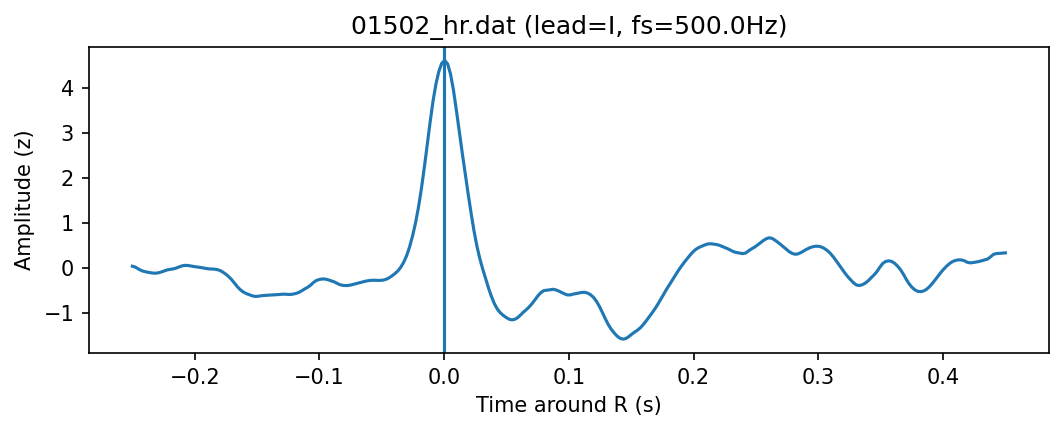 01502_hr.dat (lead=I, fs=500.0Hz)
Amplitude (z)
4
3
2
1
0
−1
−0.2 −0.1 0.0 0.1 0.2 0.3 0.4
Time around R (s)